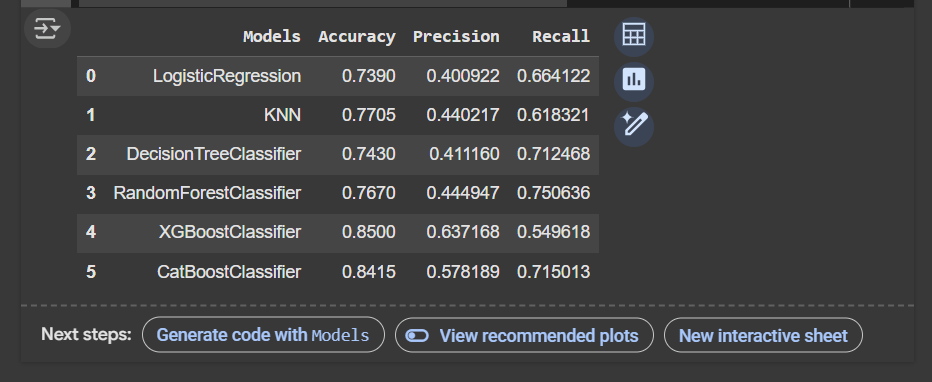 Models Accuracy Precision Recall
0 LogisticRegression 0.7390 0.400922 0.664122
1 KNN 0.7705 0.440217 0.618321
2 DecisionTreeClassifier 0.7430 0.411160 0.712468
3 RandomForestClassifier 0.7670 0.444947 0.750636
4 XGBoostClassifier 0.8500 0.637168 0.549618
5 CatBoostClassifier 0.8415 0.578189 0.715013
Next steps: Generate code with Models View recommended plots New interactive sheet